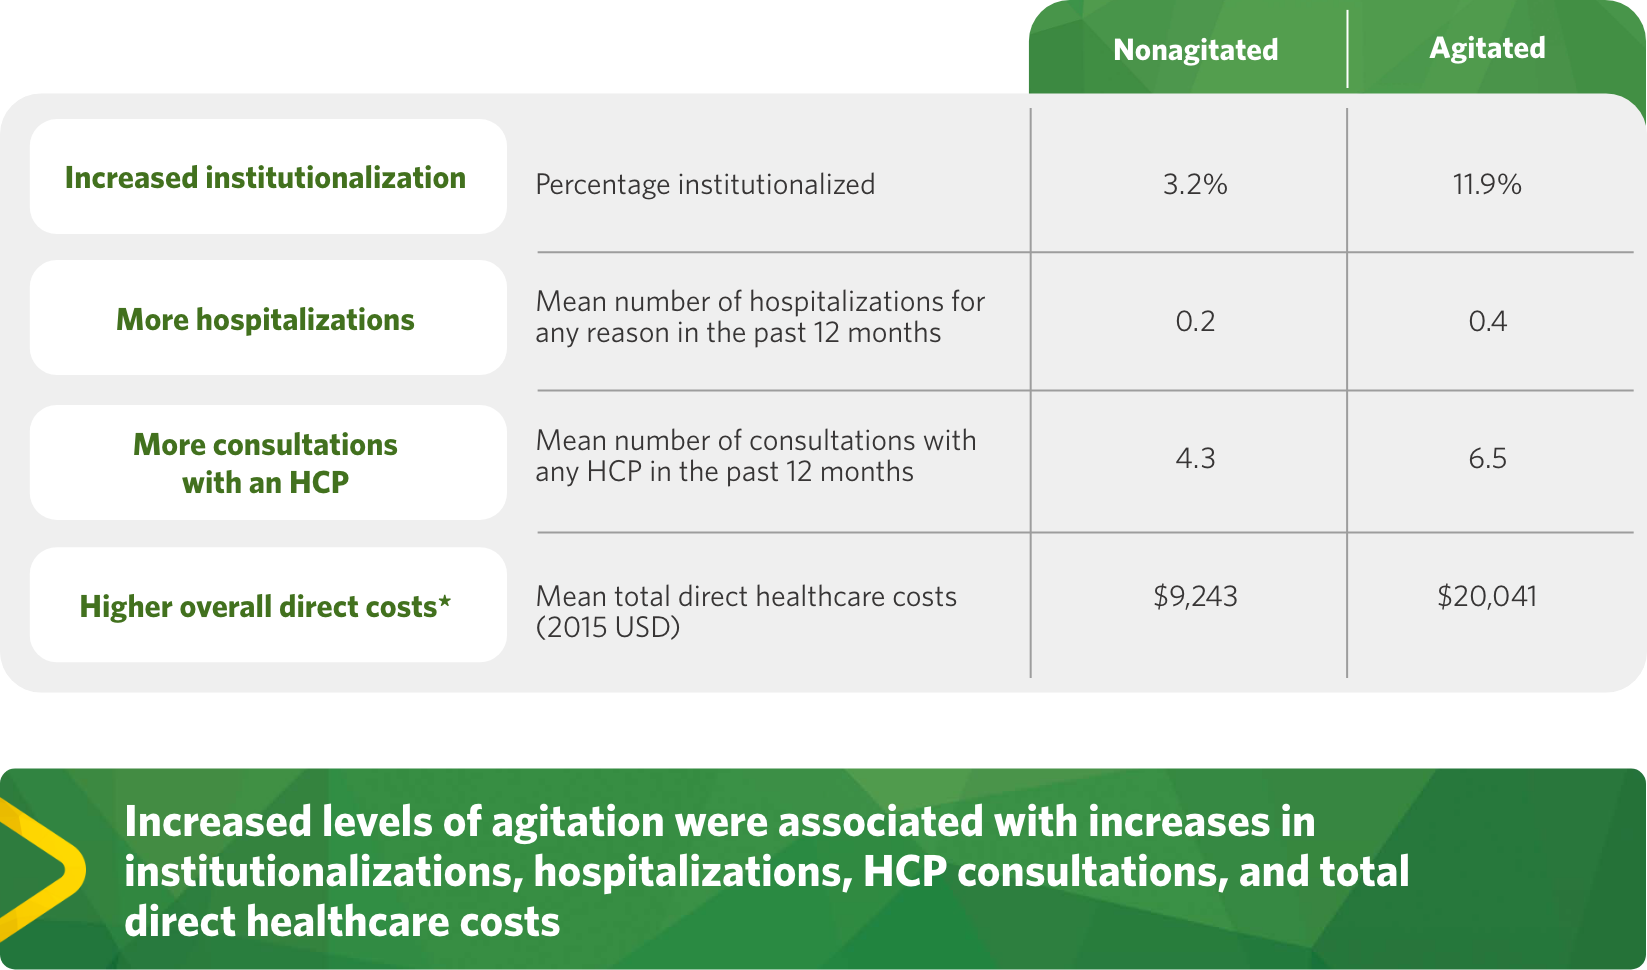 Nonagitated
Agitated
Increased institutionalization
Percentage institutionalized
3.2%
11.9%
More hospitalizations
Mean number of hospitalizations for
any reason in the past 12 months
0.2
0.4
More consultations
with an HCP
Mean number of consultations with
any HCP in the past 12 months
4.3
6.5
Higher overall direct costs*
Mean total direct healthcare costs
(2015 USD)
$9,243
$20,041
Increased levels of agitation were associated with increases in
institutionalizations, hospitalizations, HCP consultations, and total
direct healthcare costs